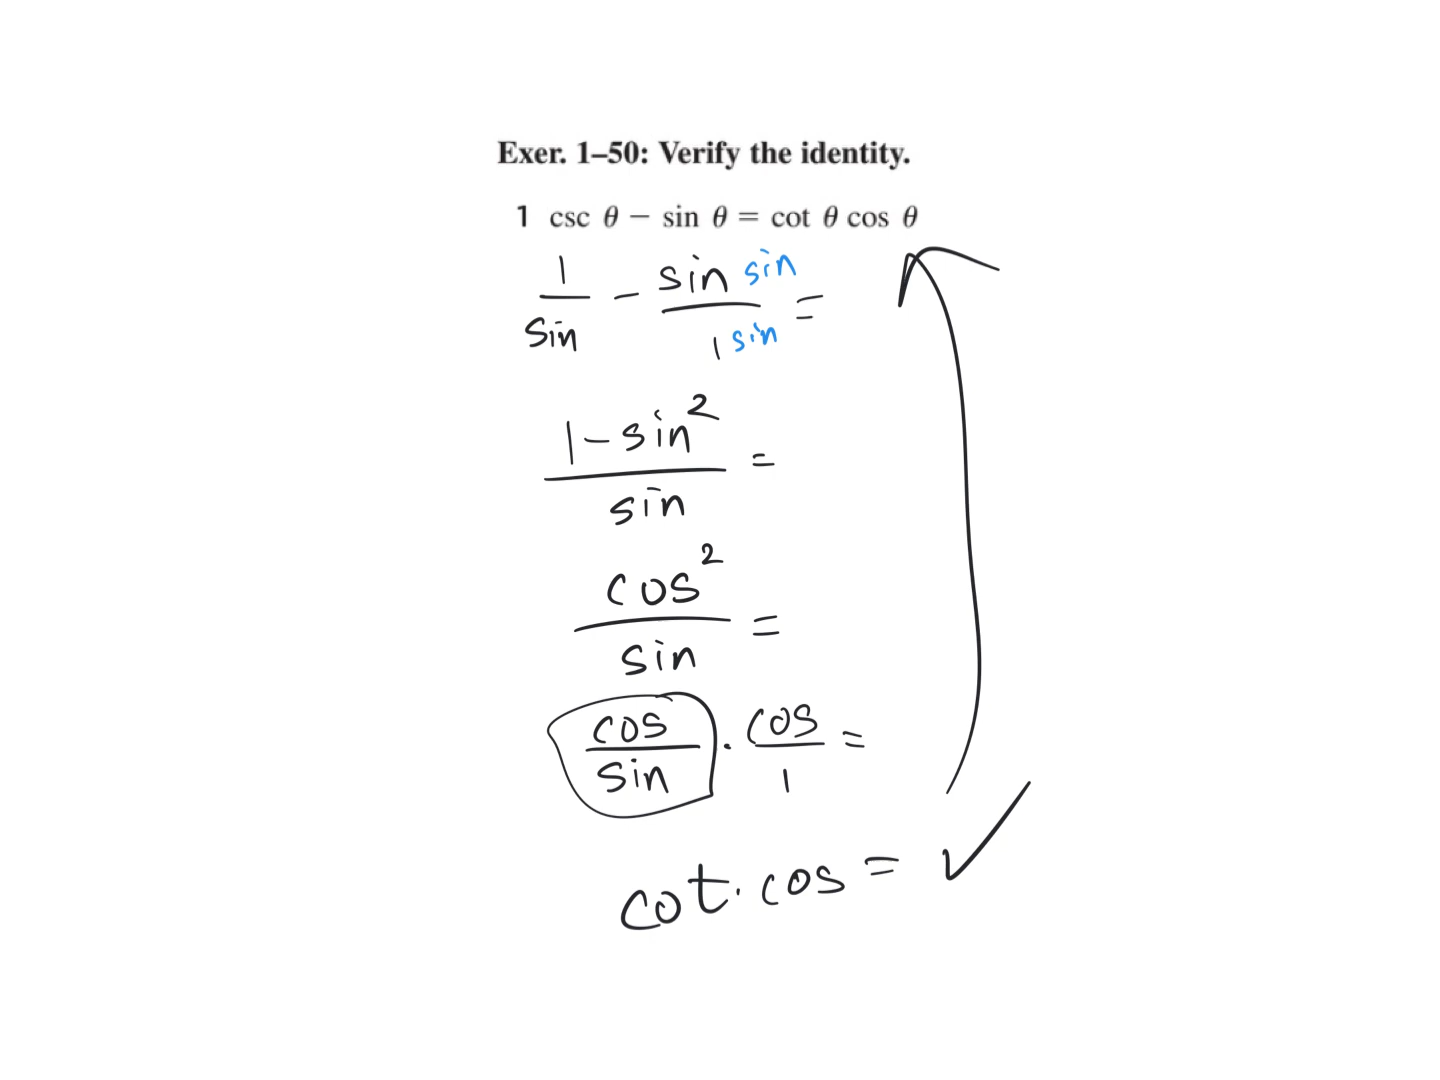 Exer. 1–50: Verify the identity.
1 csc θ − sin θ = cot θ cos θ
1 / sin − sin sin / 1 sin =
1 − sin² / sin =
cos² / sin =
cos / sin · cos / 1 =
cot · cos = ✓